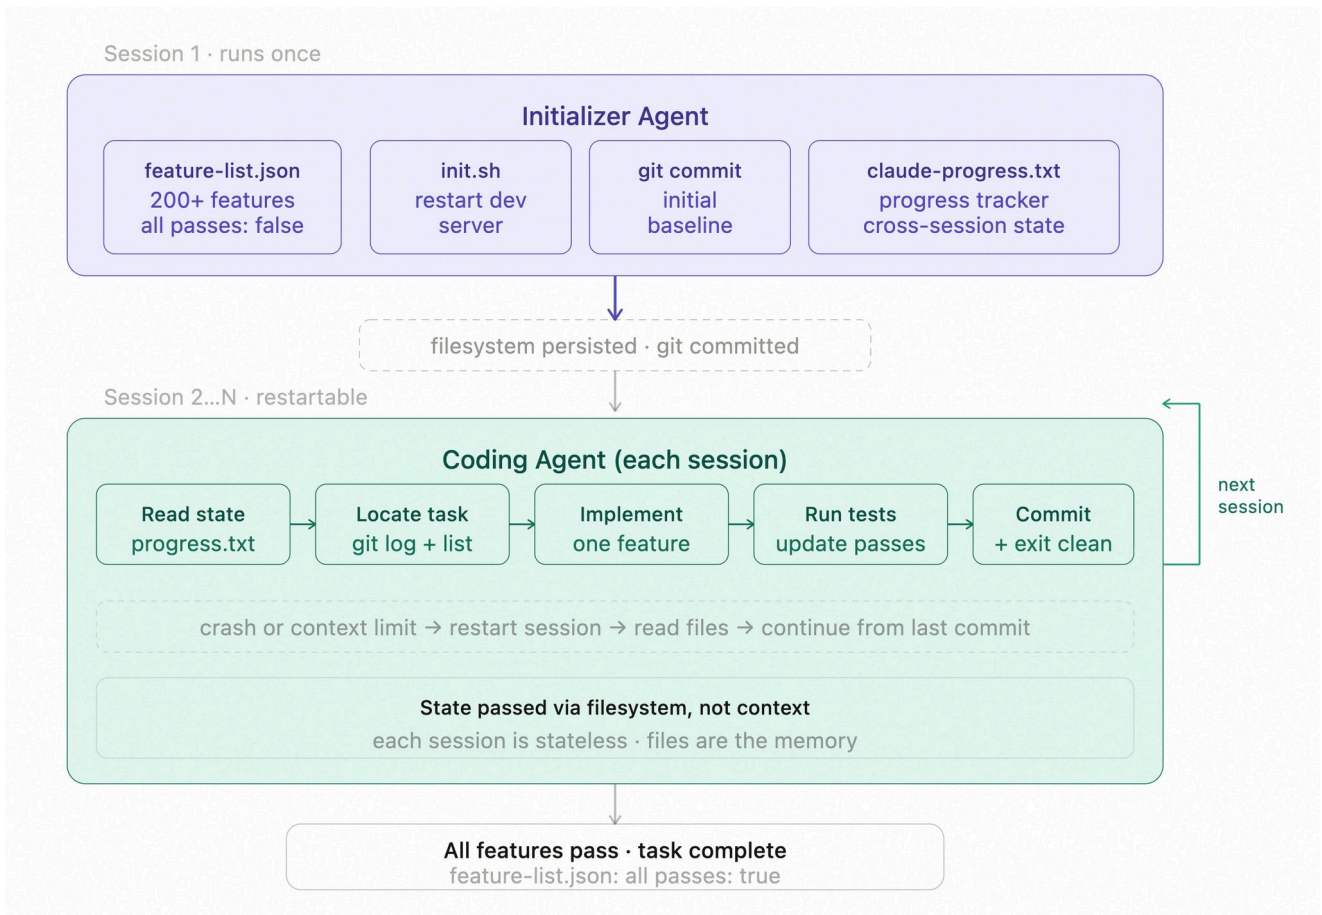 Session 1 · runs once
Initializer Agent
feature-list.json
200+ features
all passes: false
init.sh
restart dev
server
git commit
initial
baseline
claude-progress.txt
progress tracker
cross-session state
filesystem persisted · git committed
Session 2...N · restartable
Coding Agent (each session)
Read state
progress.txt
Locate task
git log + list
Implement
one feature
Run tests
update passes
Commit
+ exit clean
next
session
crash or context limit → restart session → read files → continue from last commit
State passed via filesystem, not context
each session is stateless · files are the memory
All features pass · task complete
feature-list.json: all passes: true